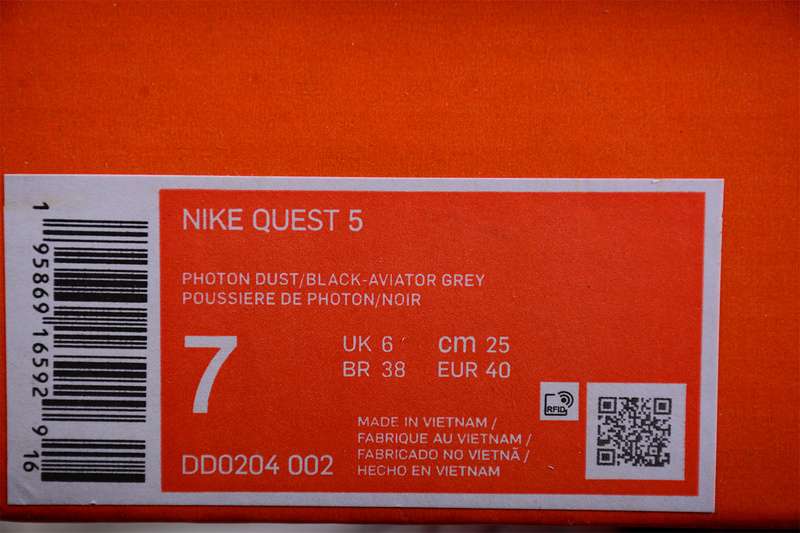 NIKE QUEST 5
PHOTON DUST/BLACK-AVIATOR GREY
POUSSIERE DE PHOTON/NOIR
7
UK 6
cm 25
BR 38
EUR 40
RFID
MADE IN VIETNAM /
FABRIQUE AU VIETNAM /
FABRICADO NO VIETNÃ /
HECHO EN VIETNAM
DD0204 002
1 95869 16592 9 16